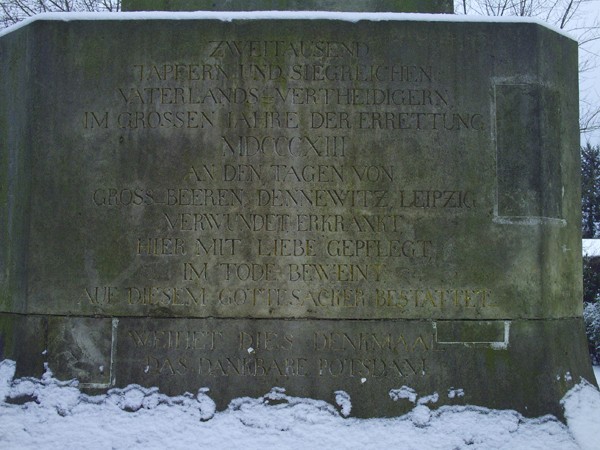 ZWEITAUSEND
TAPFERN UND SIEGREICHEN
VATERLANDS-VERTHEIDIGERN
IM GROSSEN IAHRE DER ERRETTUNG
MDCCCXIII
AN DEN TAGEN VON
GROSS BEEREN DENNEWITZ LEIPZIG
VERWUNDET ERKRANKT
HIER MIT LIEBE GEPFLEGT
IM TODE BEWEINT
AUF DIESEM GOTTESACKER BESTATTET
WEIHET DIES DENKMAAL
DAS DANKBARE POTSDAM